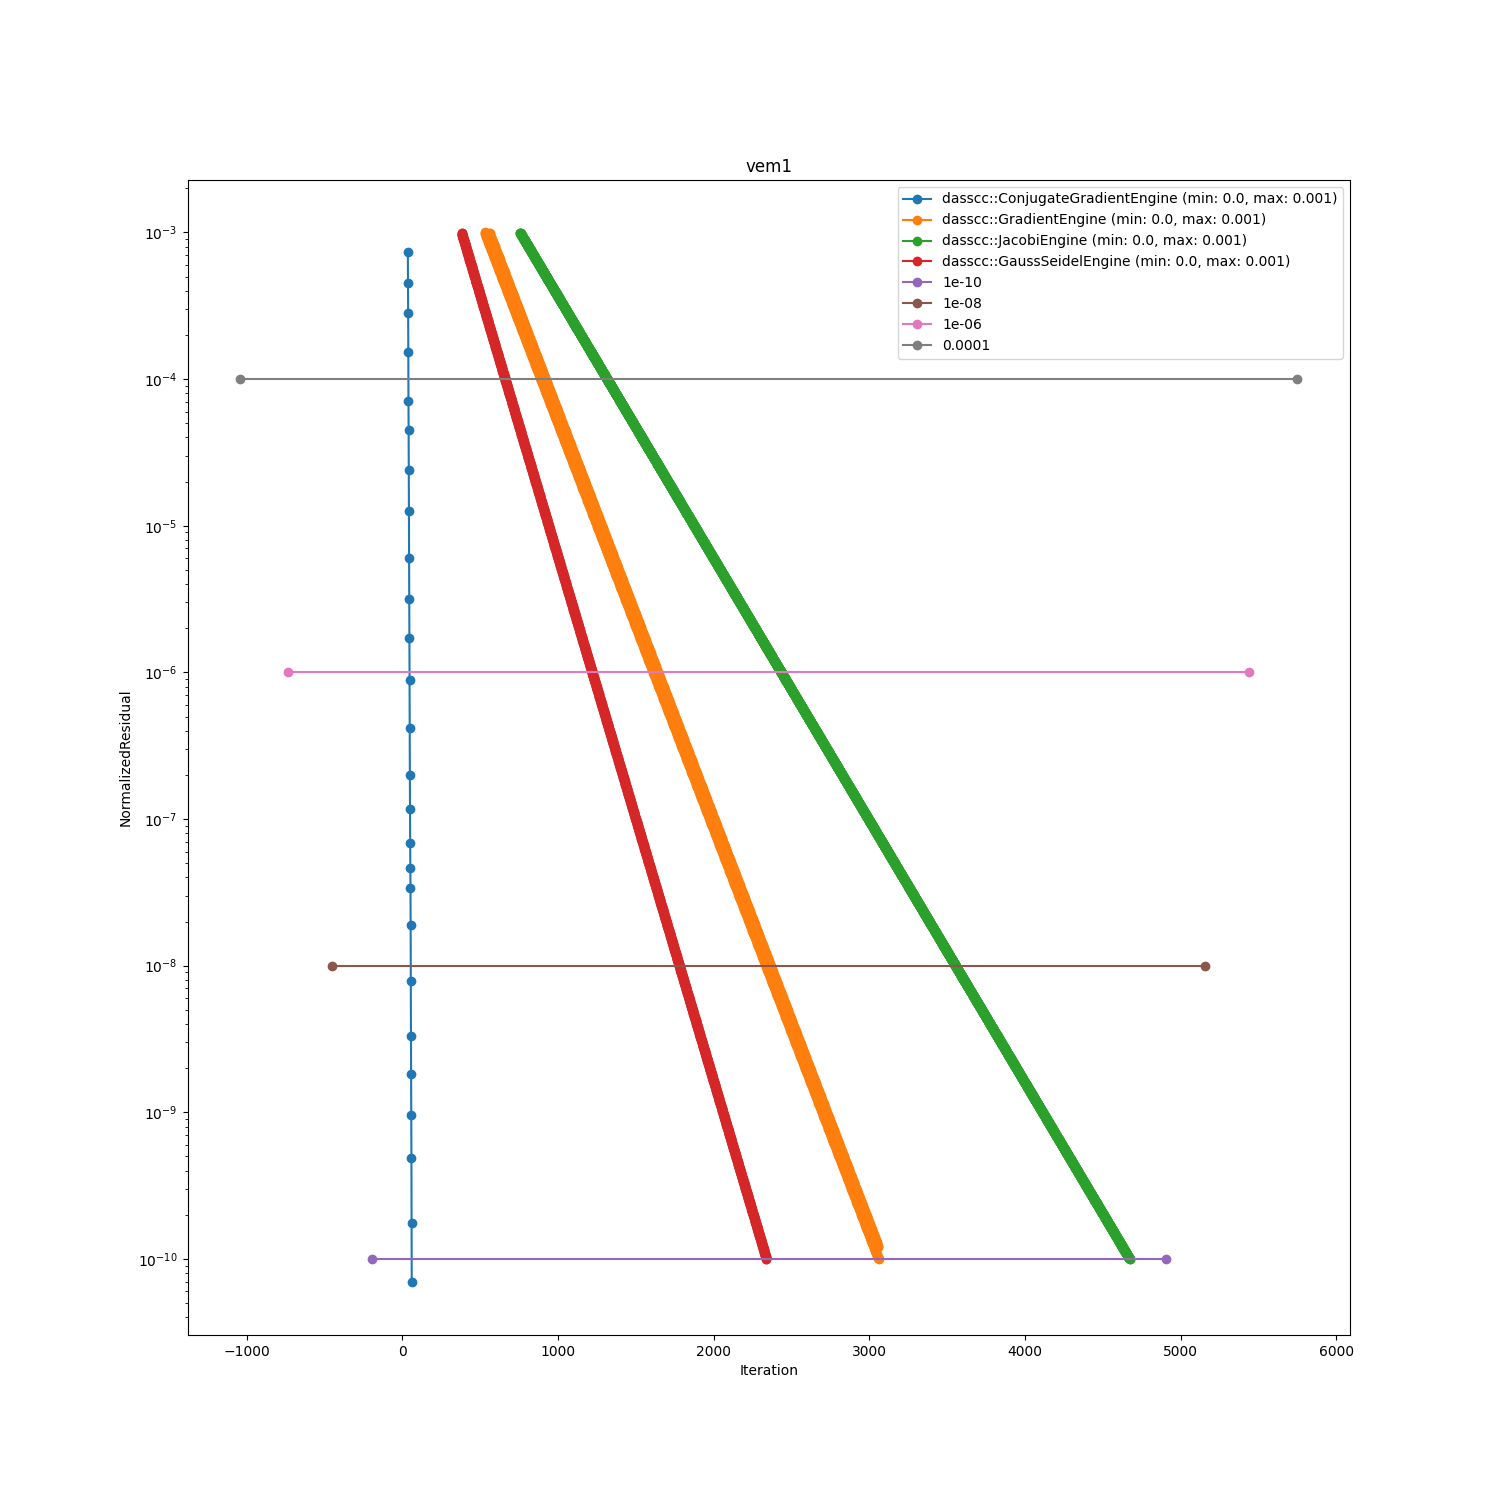 vem1
dasscc::ConjugateGradientEngine (min: 0.0, max: 0.001)
dasscc::GradientEngine (min: 0.0, max: 0.001)
dasscc::JacobiEngine (min: 0.0, max: 0.001)
dasscc::GaussSeidelEngine (min: 0.0, max: 0.001)
1e-10
1e-08
1e-06
0.0001
NormalizedResidual
10⁻³
10⁻⁴
10⁻⁵
10⁻⁶
10⁻⁷
10⁻⁸
10⁻⁹
10⁻¹⁰
−1000 0 1000 2000 3000 4000 5000 6000
Iteration